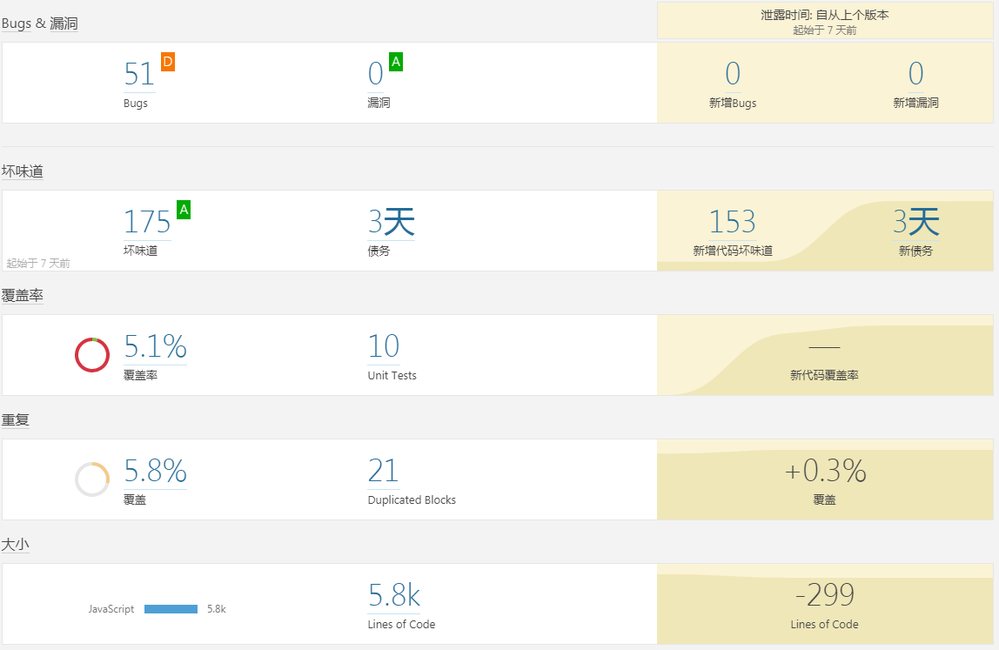 Bugs & 漏洞
泄露时间: 自从上个版本
起始于 7 天前
51 D
Bugs
0 A
漏洞
0
新增Bugs
0
新增漏洞
坏味道
175 A
坏味道
3天
债务
起始于 7 天前
153
新增代码坏味道
3天
新债务
覆盖率
5.1%
覆盖率
10
Unit Tests
——
新代码覆盖率
重复
5.8%
覆盖
21
Duplicated Blocks
+0.3%
覆盖
大小
JavaScript 5.8k
5.8k
Lines of Code
-299
Lines of Code